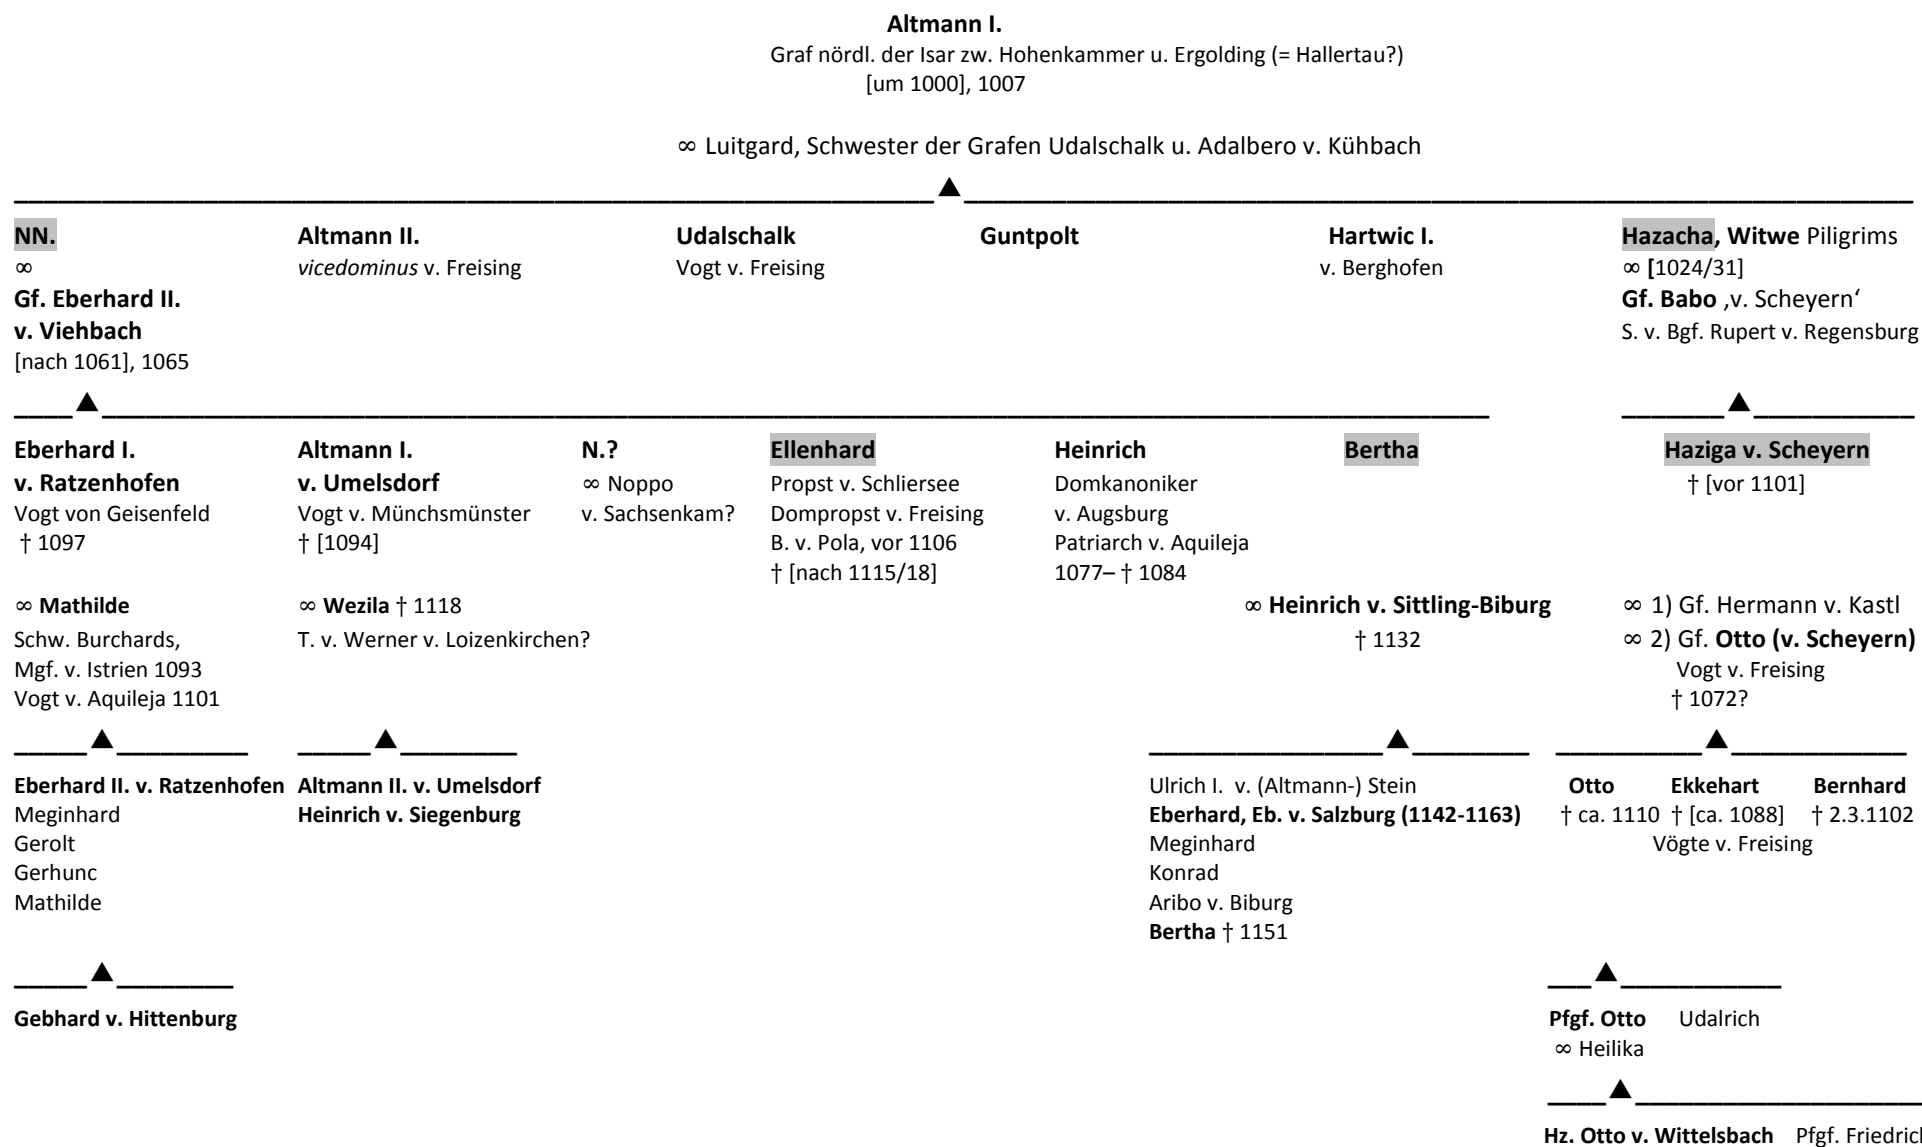 Altmann I.
Graf nördl. der Isar zw. Hohenkammer u. Ergolding (= Hallertau?)
[um 1000], 1007
∞ Luitgard, Schwester der Grafen Udalschalk u. Adalbero v. Kühbach
NN.
∞
Gf. Eberhard II.
v. Viehbach
[nach 1061], 1065
Altmann II.
vicedominus v. Freising
Udalschalk
Vogt v. Freising
Guntpolt
Hartwic I.
v. Berghofen
Hazacha, Witwe Piligrims
∞ [1024/31]
Gf. Babo ‚v. Scheyern‘
S. v. Bgf. Rupert v. Regensburg
Eberhard I.
v. Ratzenhofen
Vogt von Geisenfeld
† 1097
∞ Mathilde
Schw. Burchards,
Mgf. v. Istrien 1093
Vogt v. Aquileja 1101
Altmann I.
v. Umelsdorf
Vogt v. Münchsmünster
† [1094]
∞ Wezila † 1118
T. v. Werner v. Loizenkirchen?
N.?
∞ Noppo
v. Sachsenkam?
Ellenhard
Propst v. Schliersee
Dompropst v. Freising
B. v. Pola, vor 1106
† [nach 1115/18]
Heinrich
Domkanoniker
v. Augsburg
Patriarch v. Aquileja
1077– † 1084
Bertha
∞ Heinrich v. Sittling-Biburg
† 1132
Haziga v. Scheyern
† [vor 1101]
∞ 1) Gf. Hermann v. Kastl
∞ 2) Gf. Otto (v. Scheyern)
Vogt v. Freising
† 1072?
Eberhard II. v. Ratzenhofen
Meginhard
Gerolt
Gerhunc
Mathilde
Altmann II. v. Umelsdorf
Heinrich v. Siegenburg
Ulrich I. v. (Altmann-) Stein
Eberhard, Eb. v. Salzburg (1142-1163)
Meginhard
Konrad
Aribo v. Biburg
Bertha † 1151
Otto Ekkehart Bernhard
† ca. 1110 † [ca. 1088] † 2.3.1102
Vögte v. Freising
Gebhard v. Hittenburg
Pfgf. Otto Udalrich
∞ Heilika
Hz. Otto v. Wittelsbach Pfgf. Friedrich